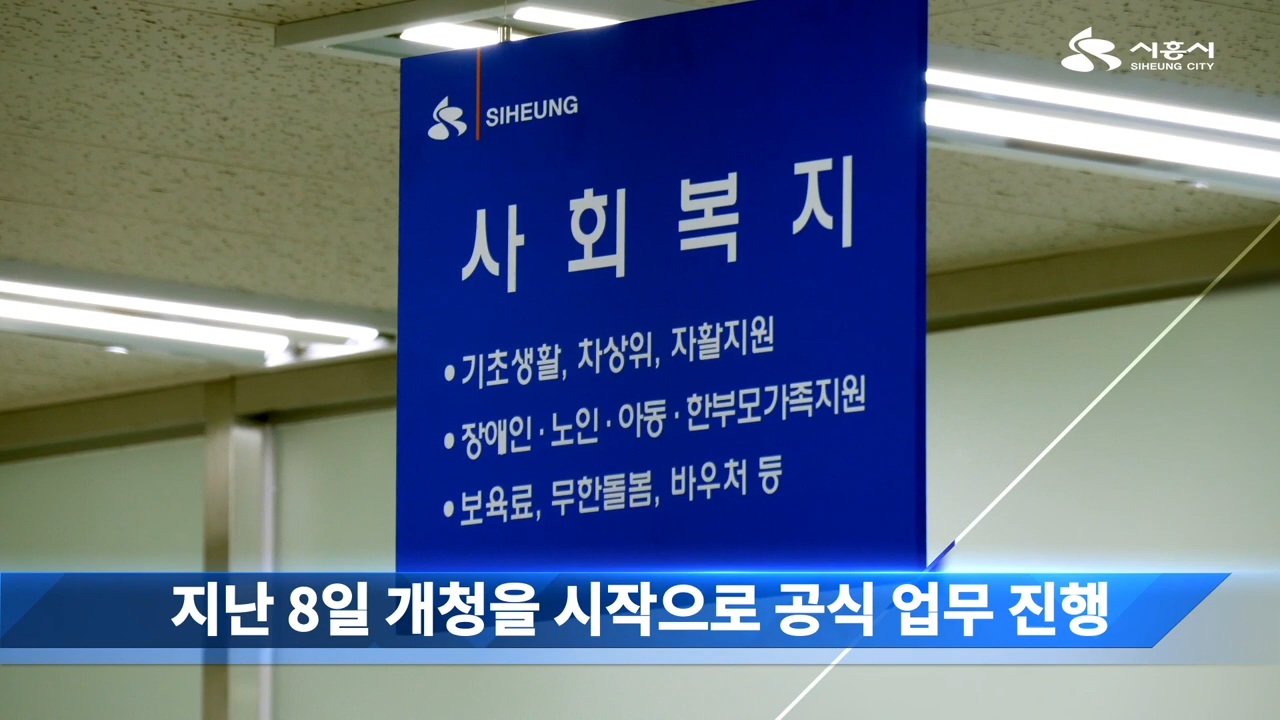 시흥시
SIHEUNG CITY
SIHEUNG
사회복지
• 기초생활, 차상위, 자활지원
• 장애인 · 노인 · 아동 · 한부모가족지원
• 보육료, 무한돌봄, 바우처 등
지난 8일 개청을 시작으로 공식 업무 진행